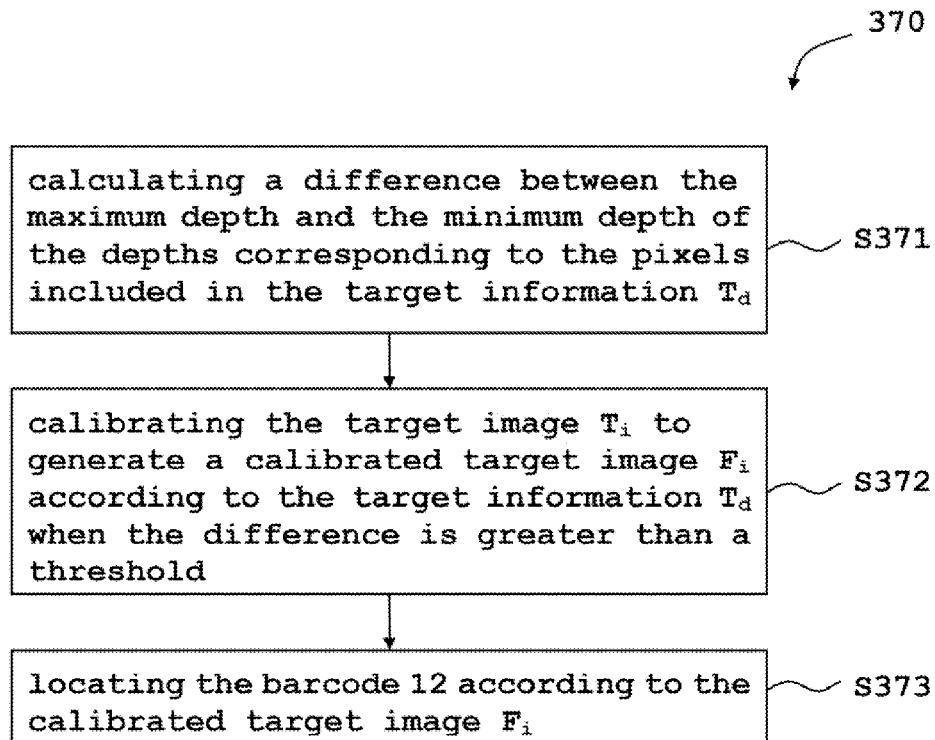 370
calculating a difference between the
maximum depth and the minimum depth of
the depths corresponding to the pixels
included in the target information Td
S371
calibrating the target image Ti to
generate a calibrated target image Fi
according to the target information Td
when the difference is greater than a
threshold
S372
locating the barcode 12 according to the
calibrated target image Fi
S373